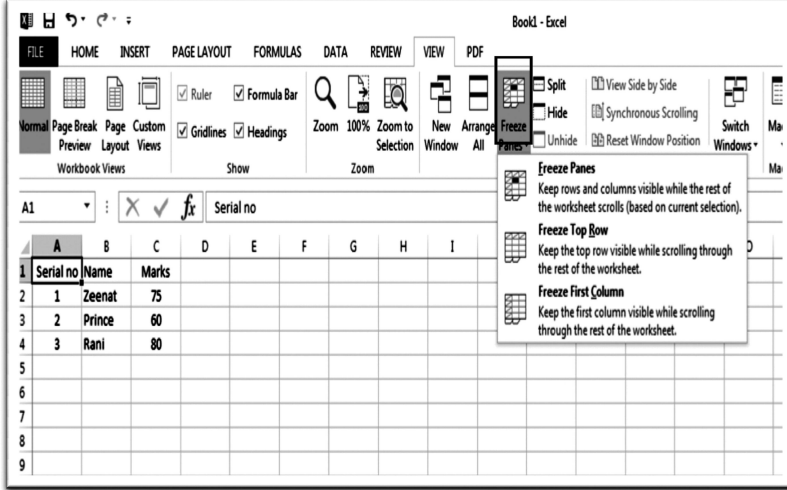 Book1 - Excel
FILE HOME INSERT PAGE LAYOUT FORMULAS DATA REVIEW VIEW PDF
Normal Page Break Preview Page Layout Custom Views
Workbook Views
Ruler Formula Bar
Gridlines Headings
Show
Zoom 100% Zoom to Selection
Zoom
New Window Arrange All Freeze Panes
Split View Side by Side
Hide Synchronous Scrolling
Unhide Reset Window Position
Switch Windows
Freeze Panes
Keep rows and columns visible while the rest of
the worksheet scrolls (based on current selection).
Freeze Top Row
Keep the top row visible while scrolling through
the rest of the worksheet.
Freeze First Column
Keep the first column visible while scrolling
through the rest of the worksheet.
A1 fx Serial no
A B C D E F G H I
1 Serial no Name Marks
2 1 Zeenat 75
3 2 Prince 60
4 3 Rani 80
5
6
7
8
9